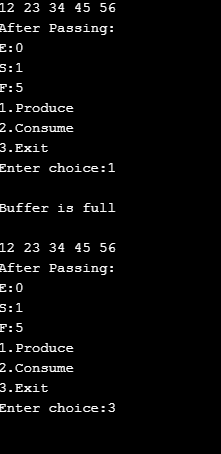 12 23 34 45 56
After Passing:
E:0
S:1
F:5
1.Produce
2.Consume
3.Exit
Enter choice:1
Buffer is full
12 23 34 45 56
After Passing:
E:0
S:1
F:5
1.Produce
2.Consume
3.Exit
Enter choice:3